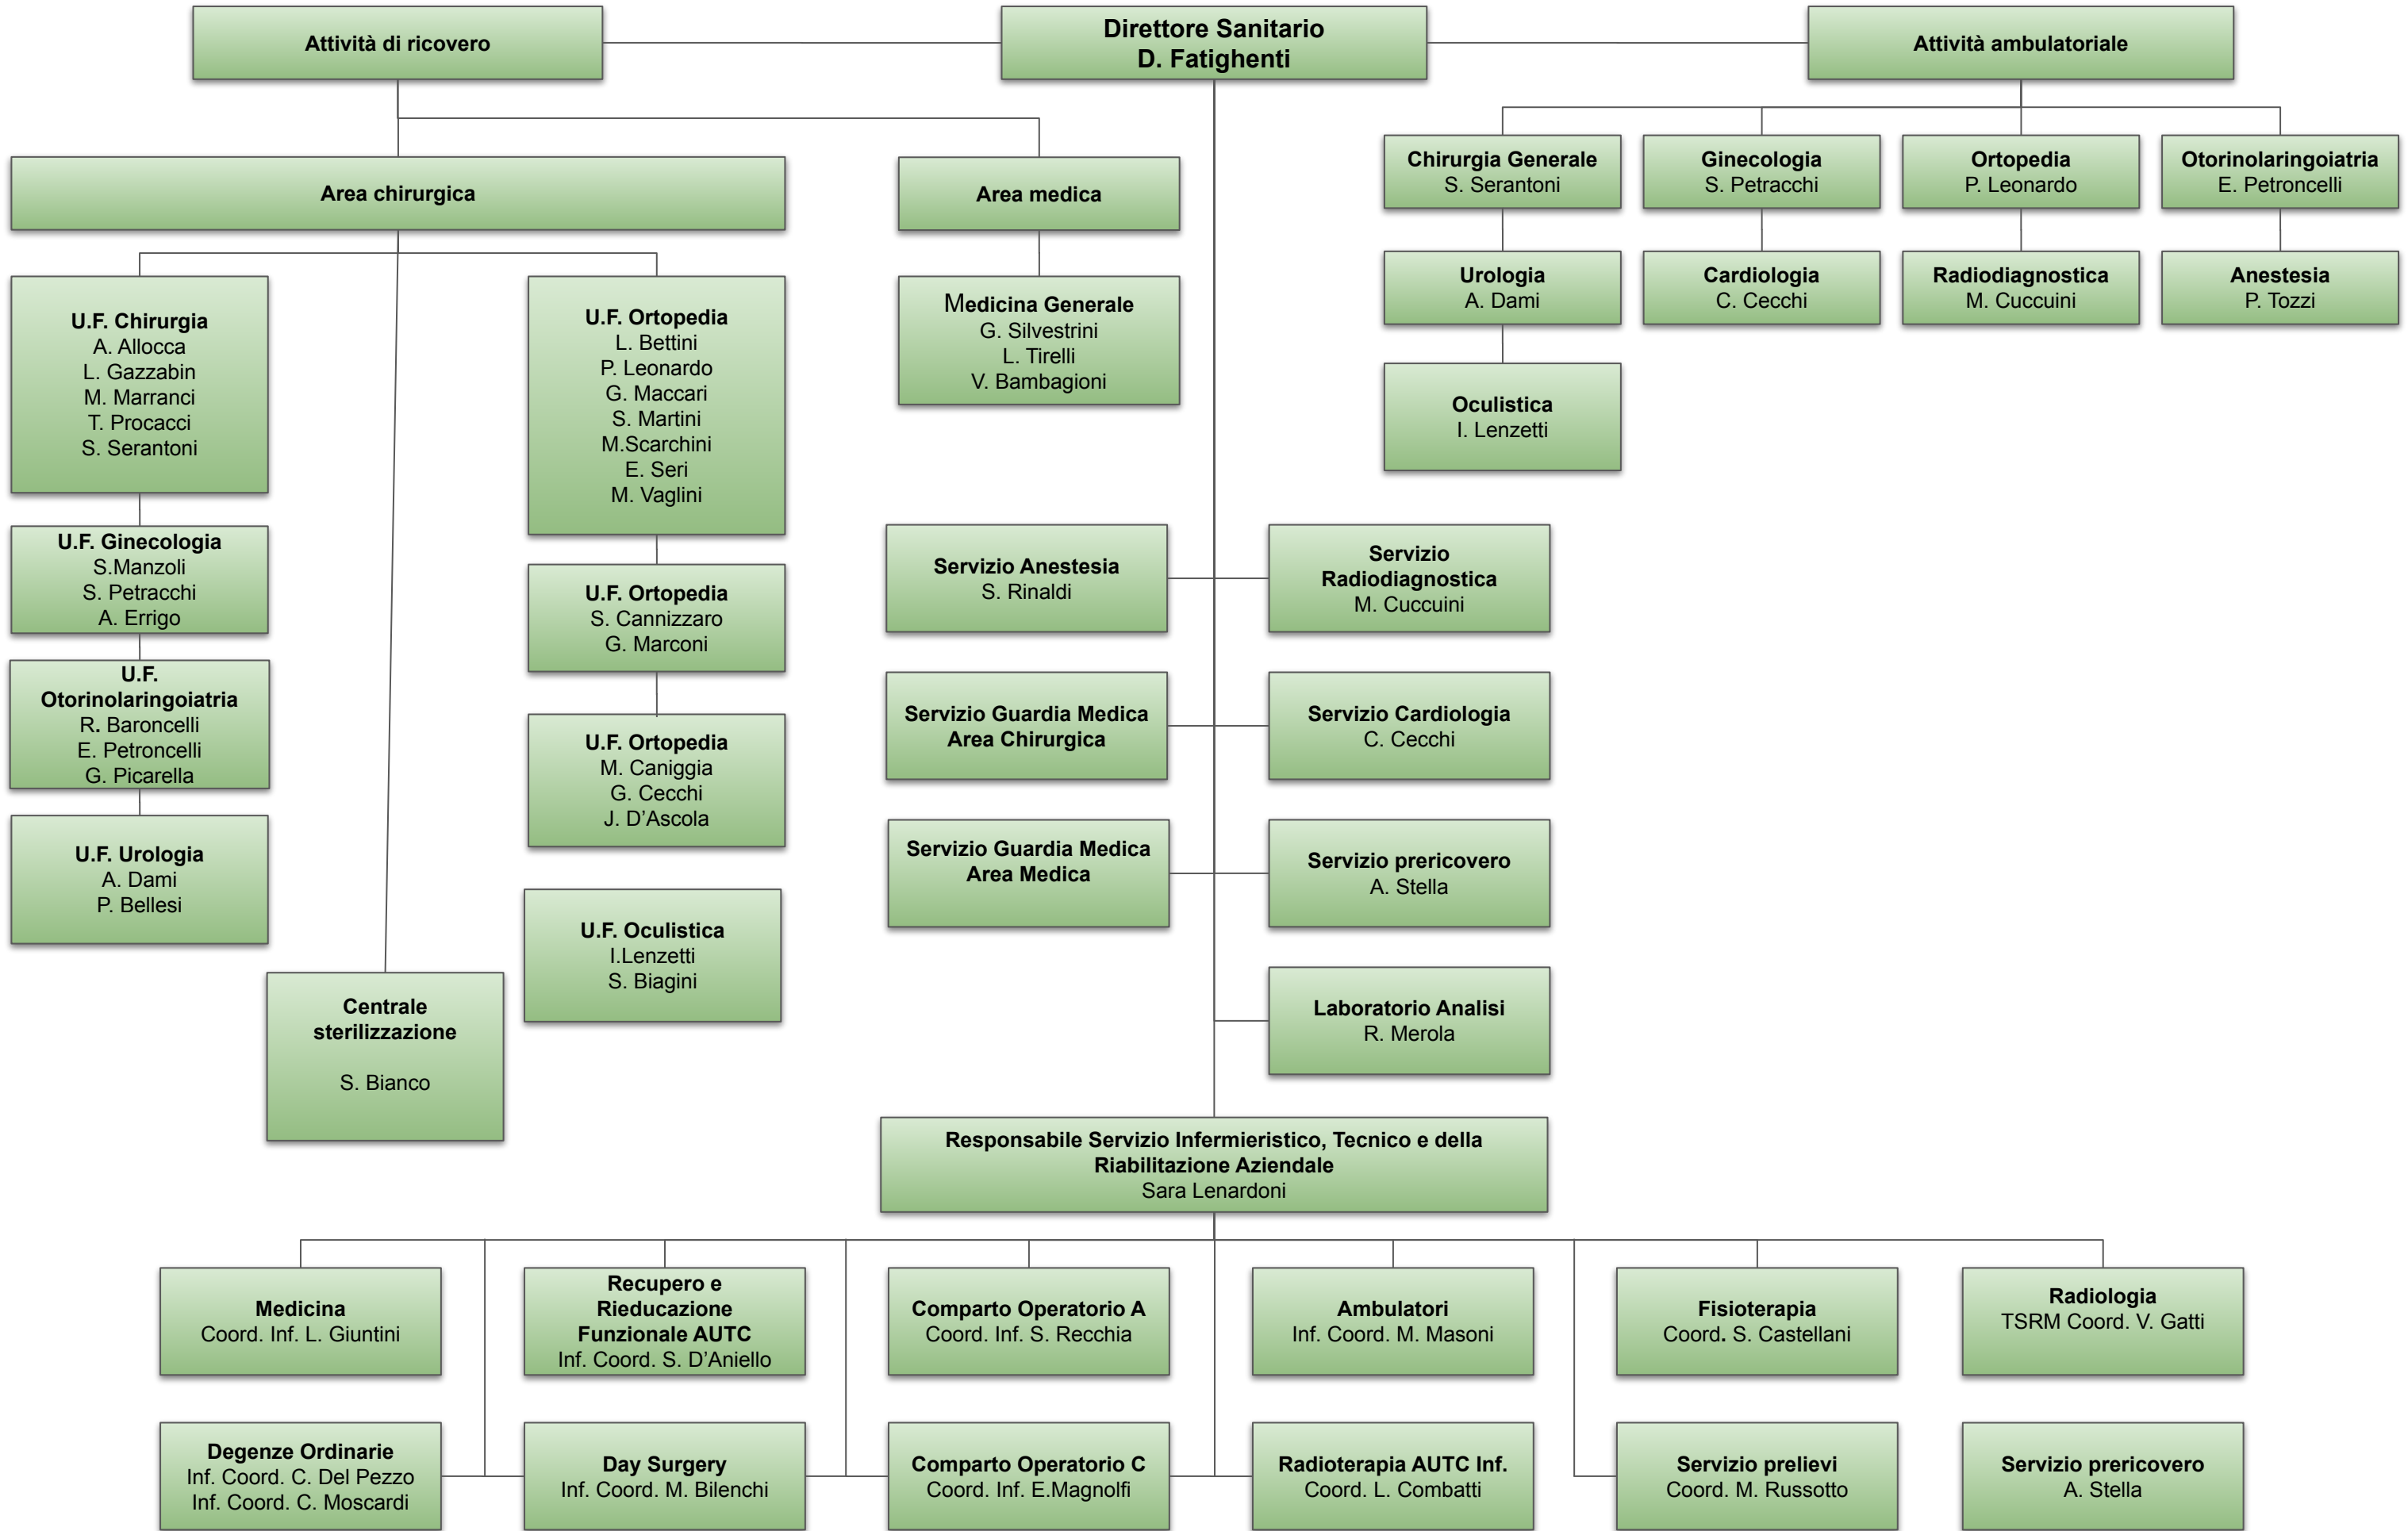 Attività di ricovero
Direttore Sanitario
D. Fatighenti
Attività ambulatoriale
Area chirurgica
Area medica
Chirurgia Generale
S. Serantoni
Ginecologia
S. Petracchi
Ortopedia
P. Leonardo
Otorinolaringoiatria
E. Petroncelli
Urologia
A. Dami
Cardiologia
C. Cecchi
Radiodiagnostica
M. Cuccuini
Anestesia
P. Tozzi
Oculistica
I. Lenzetti
U.F. Chirurgia
A. Allocca
L. Gazzabin
M. Marranci
T. Procacci
S. Serantoni
U.F. Ortopedia
L. Bettini
P. Leonardo
G. Maccari
S. Martini
M.Scarchini
E. Seri
M. Vaglini
Medicina Generale
G. Silvestrini
L. Tirelli
V. Bambagioni
U.F. Ginecologia
S.Manzoli
S. Petracchi
A. Errigo
U.F. Ortopedia
S. Cannizzaro
G. Marconi
U.F.
Otorinolaringoiatria
R. Baroncelli
E. Petroncelli
G. Picarella
U.F. Ortopedia
M. Caniggia
G. Cecchi
J. D’Ascola
U.F. Urologia
A. Dami
P. Bellesi
U.F. Oculistica
I.Lenzetti
S. Biagini
Centrale
sterilizzazione
S. Bianco
Servizio Anestesia
S. Rinaldi
Servizio
Radiodiagnostica
M. Cuccuini
Servizio Guardia Medica
Area Chirurgica
Servizio Cardiologia
C. Cecchi
Servizio Guardia Medica
Area Medica
Servizio prericovero
A. Stella
Laboratorio Analisi
R. Merola
Responsabile Servizio Infermieristico, Tecnico e della
Riabilitazione Aziendale
Sara Lenardoni
Medicina
Coord. Inf. L. Giuntini
Recupero e
Rieducazione
Funzionale AUTC
Inf. Coord. S. D’Aniello
Comparto Operatorio A
Coord. Inf. S. Recchia
Ambulatori
Inf. Coord. M. Masoni
Fisioterapia
Coord. S. Castellani
Radiologia
TSRM Coord. V. Gatti
Degenze Ordinarie
Inf. Coord. C. Del Pezzo
Inf. Coord. C. Moscardi
Day Surgery
Inf. Coord. M. Bilenchi
Comparto Operatorio C
Coord. Inf. E.Magnolfi
Radioterapia AUTC Inf.
Coord. L. Combatti
Servizio prelievi
Coord. M. Russotto
Servizio prericovero
A. Stella